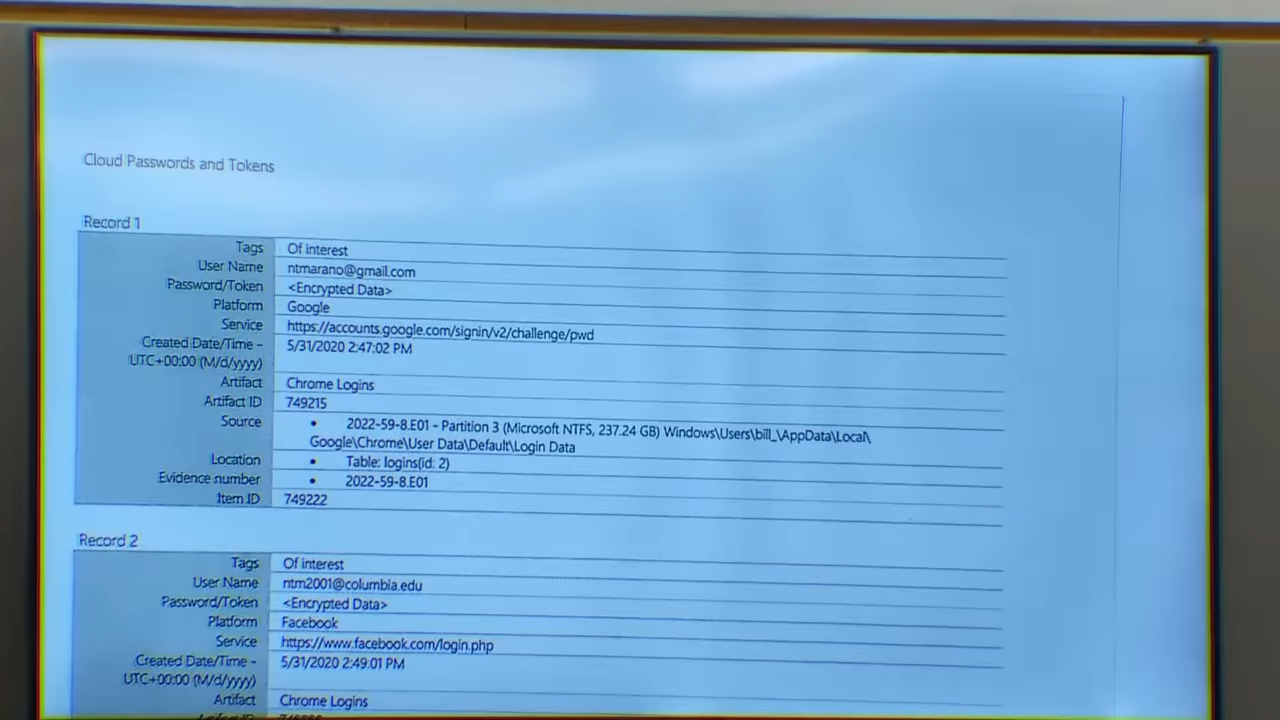 Cloud Passwords and Tokens
Record 1
Tags Of interest
User Name ntmarano@gmail.com
Password/Token <Encrypted Data>
Platform Google
Service https://accounts.google.com/signin/v2/challenge/pwd
Created Date/Time - 5/31/2020 2:47:02 PM
UTC+00:00 (M/d/yyyy)
Artifact Chrome Logins
Artifact ID 749215
Source • 2022-59-8.E01 - Partition 3 (Microsoft NTFS, 237.24 GB) Windows\Users\bill_\AppData\Local\
Google\Chrome\User Data\Default\Login Data
Location • Table: logins(id: 2)
Evidence number • 2022-59-8.E01
Item ID 749222
Record 2
Tags Of interest
User Name ntm2001@columbia.edu
Password/Token <Encrypted Data>
Platform Facebook
Service https://www.facebook.com/login.php
Created Date/Time - 5/31/2020 2:49:01 PM
UTC+00:00 (M/d/yyyy)
Artifact Chrome Logins